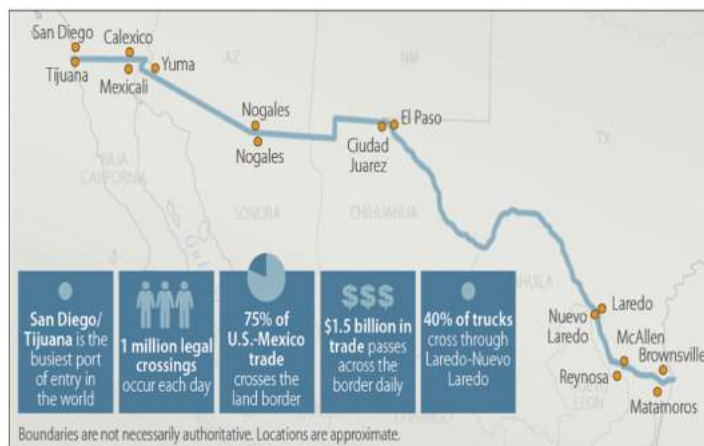 San Diego
Calexico
AZ
NM
Yuma
Tijuana
Mexicali
El Paso
Nogales
Ciudad
Juarez
Nogales
TX
BAJA
CALIFORNIA
SONORA
CHIHUAHUA
Laredo
Nuevo
Laredo
McAllen
Brownsville
Reynosa
LEON
Matamoros
San Diego/
Tijuana is the
busiest port
of entry in
the world
1 million legal
crossings
occur each day
75% of
U.S.-Mexico
trade
crosses the
land border
$$$
$1.5 billion in
trade passes
across the
border daily
40% of trucks
cross through
Laredo-Nuevo
Laredo
Boundaries are not necessarily authoritative. Locations are approximate.